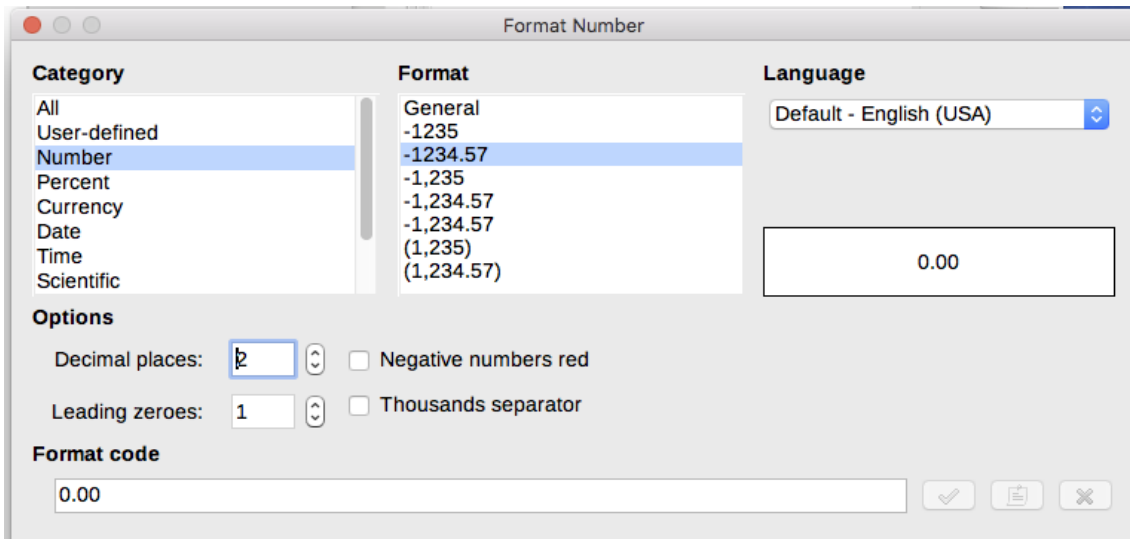 Format Number
Category
All
User-defined
Number
Percent
Currency
Date
Time
Scientific
Format
General
-1235
-1234.57
-1,235
-1,234.57
-1,234.57
(1,235)
(1,234.57)
Language
Default - English (USA)
0.00
Options
Decimal places: 2
Negative numbers red
Leading zeroes: 1
Thousands separator
Format code
0.00